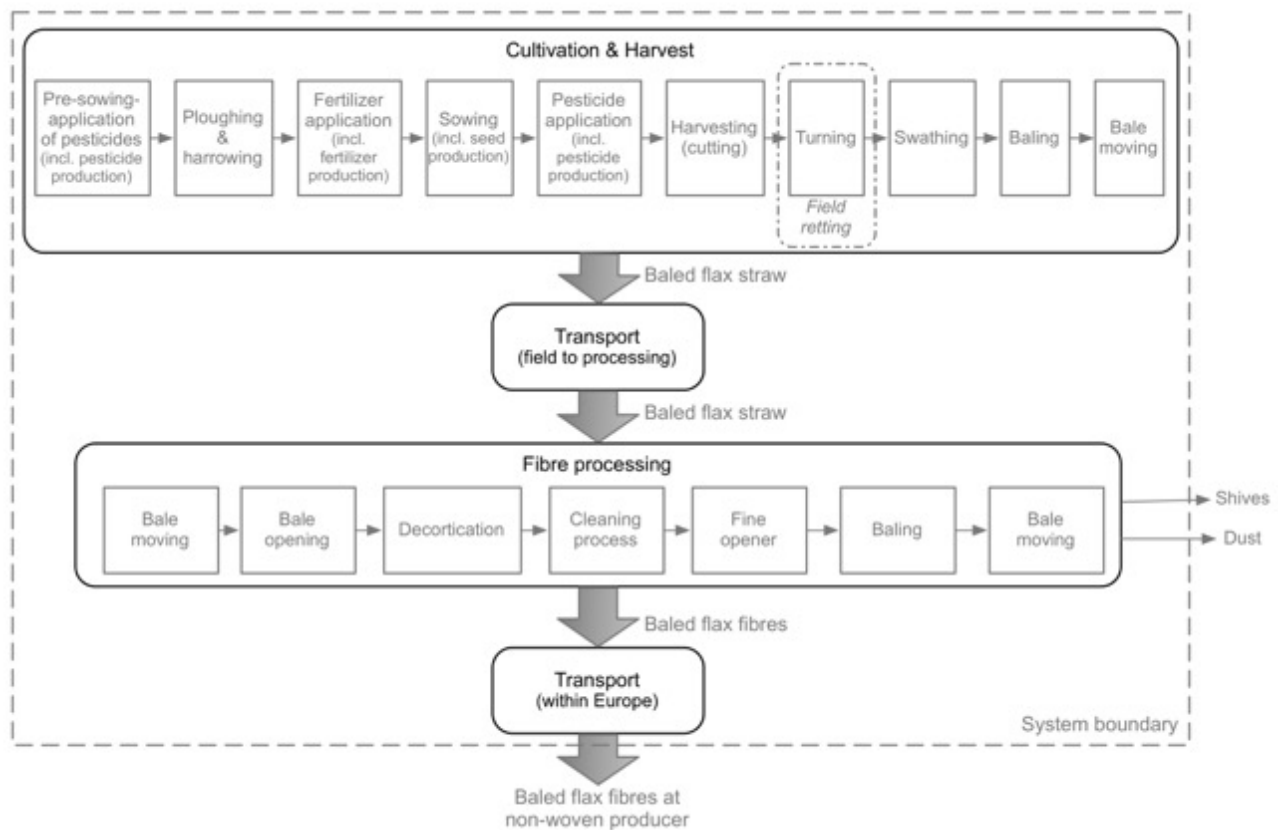 Cultivation & Harvest
Pre-sowing-
application
of pesticides
(incl. pesticide
production)
Ploughing
&
harrowing
Fertilizer
application
(incl.
fertilizer
production)
Sowing
(incl. seed
production)
Pesticide
application
(incl.
pesticide
production)
Harvesting
(cutting)
Turning
Field
retting
Swathing
Baling
Bale
moving
Baled flax straw
Transport
(field to processing)
Baled flax straw
Fibre processing
Bale
moving
Bale
opening
Decortication
Cleaning
process
Fine
opener
Baling
Bale
moving
Shives
Dust
Baled flax fibres
Transport
(within Europe)
System boundary
Baled flax fibres at
non-woven producer